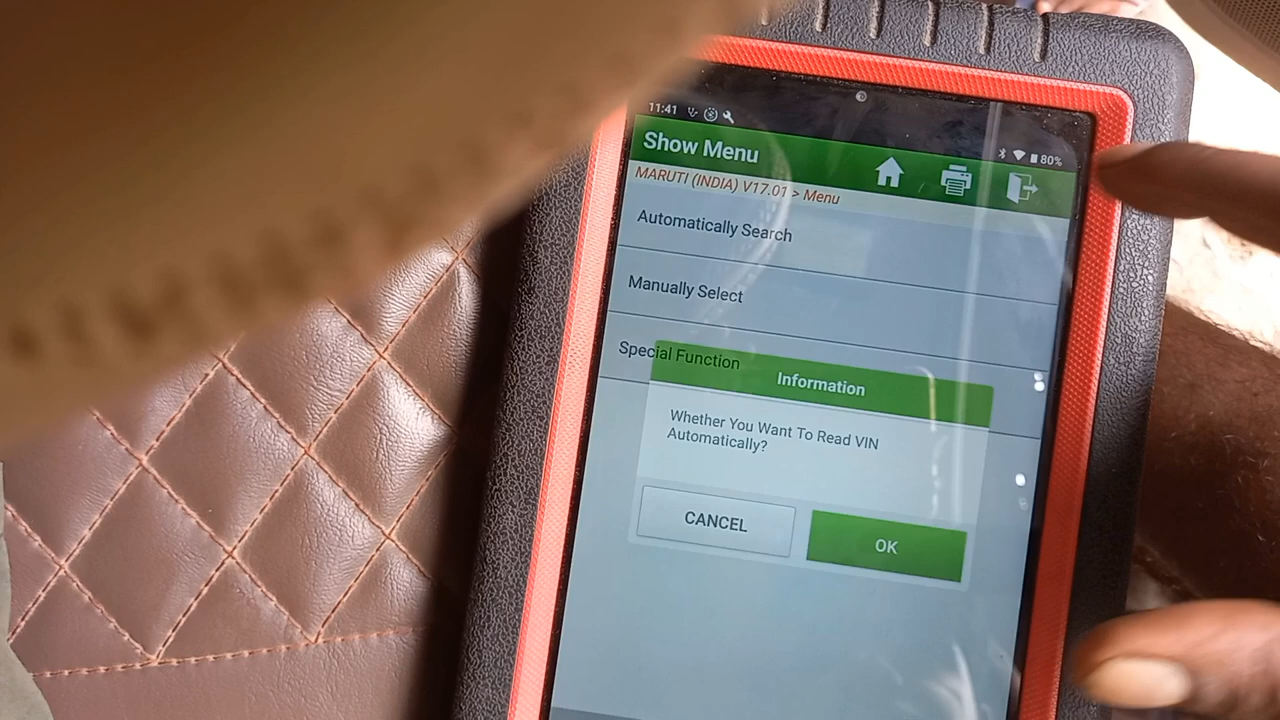 11:41
80%
Show Menu
MARUTI (INDIA) V17.01 > Menu
Automatically Search
Manually Select
Special Function
Information
Whether You Want To Read VIN
Automatically?
CANCEL
OK